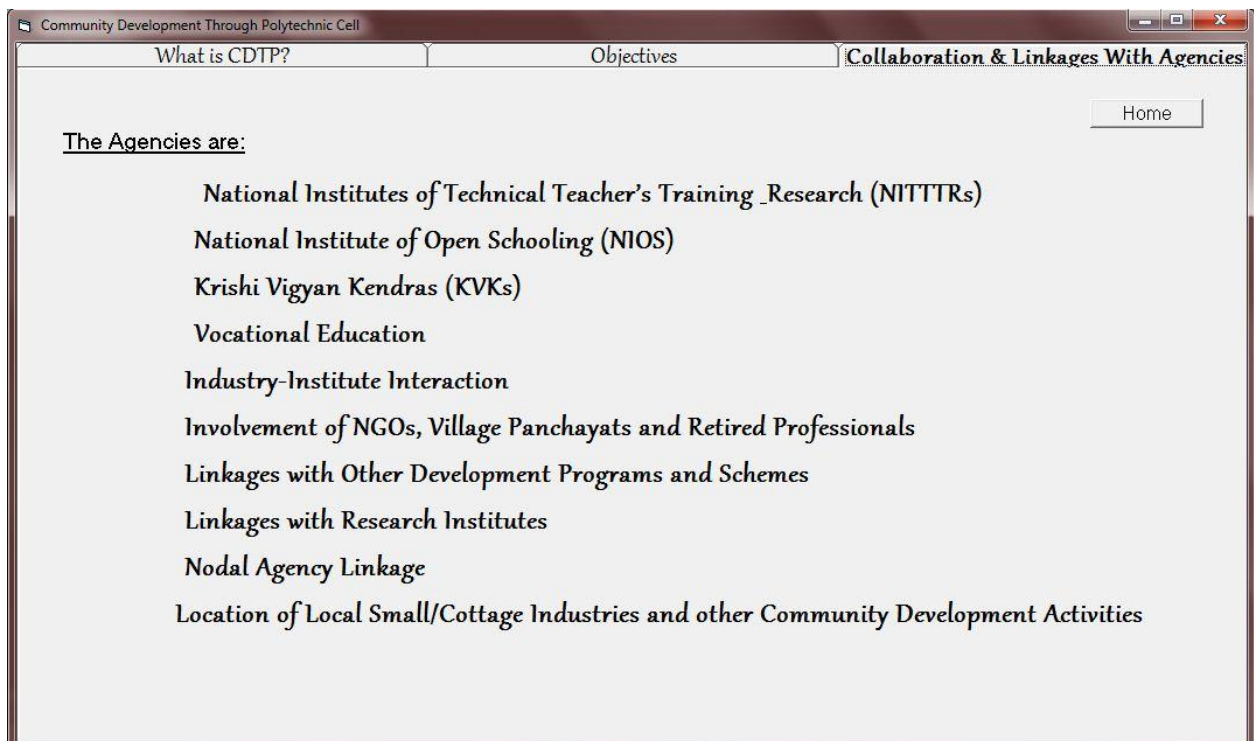 Community Development Through Polytechnic Cell
What is CDTP? Objectives Collaboration & Linkages With Agencies
Home
The Agencies are:
National Institutes of Technical Teacher's Training _Research (NITTTRs)
National Institute of Open Schooling (NIOS)
Krishi Vigyan Kendras (KVKs)
Vocational Education
Industry-Institute Interaction
Involvement of NGOs, Village Panchayats and Retired Professionals
Linkages with Other Development Programs and Schemes
Linkages with Research Institutes
Nodal Agency Linkage
Location of Local Small/Cottage Industries and other Community Development Activities